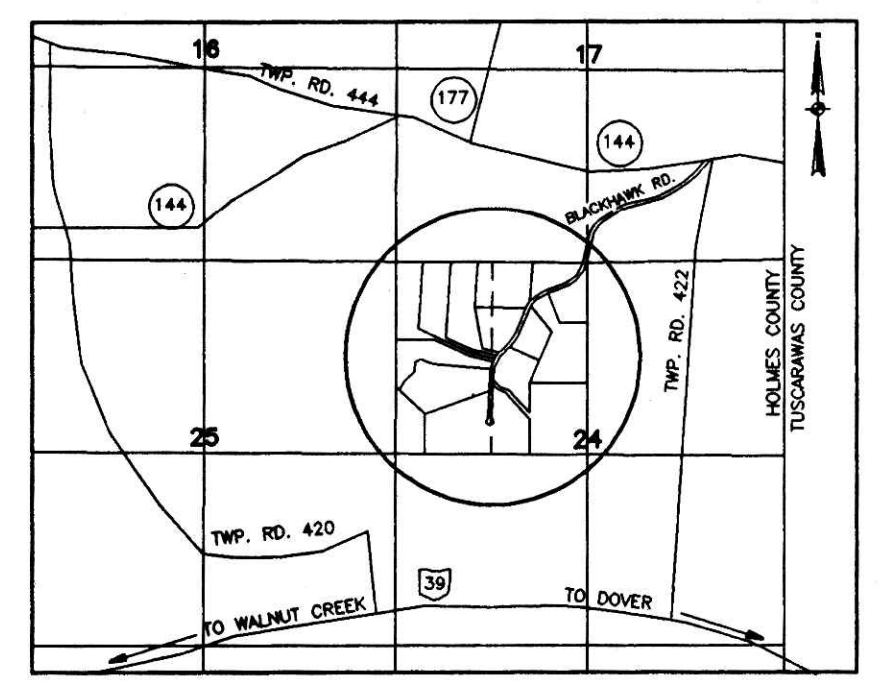 16
17
TWP. RD. 444
177
144
BLACKHAWK RD.
144
TWP. RD. 422
HOLMES COUNTY
TUSCARAWAS COUNTY
25
24
TWP. RD. 420
39
TO WALNUT CREEK
TO DOVER